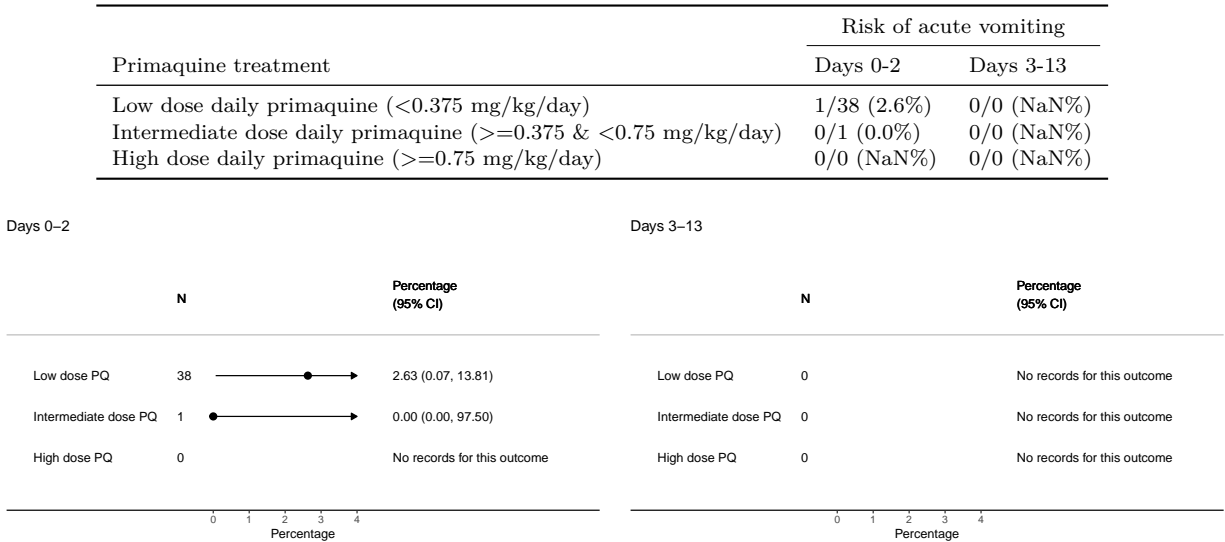 Risk of acute vomiting
Primaquine treatment Days 0-2 Days 3-13
Low dose daily primaquine (<0.375 mg/kg/day) 1/38 (2.6%) 0/0 (NaN%)
Intermediate dose daily primaquine (>=0.375 & <0.75 mg/kg/day) 0/1 (0.0%) 0/0 (NaN%)
High dose daily primaquine (>=0.75 mg/kg/day) 0/0 (NaN%) 0/0 (NaN%)
Days 0−2
N Percentage
(95% CI)
Low dose PQ 38 2.63 (0.07, 13.81)
Intermediate dose PQ 1 0.00 (0.00, 97.50)
High dose PQ 0 No records for this outcome
0 1 2 3 4
Percentage
Days 3−13
N Percentage
(95% CI)
Low dose PQ 0 No records for this outcome
Intermediate dose PQ 0 No records for this outcome
High dose PQ 0 No records for this outcome
0 1 2 3 4
Percentage